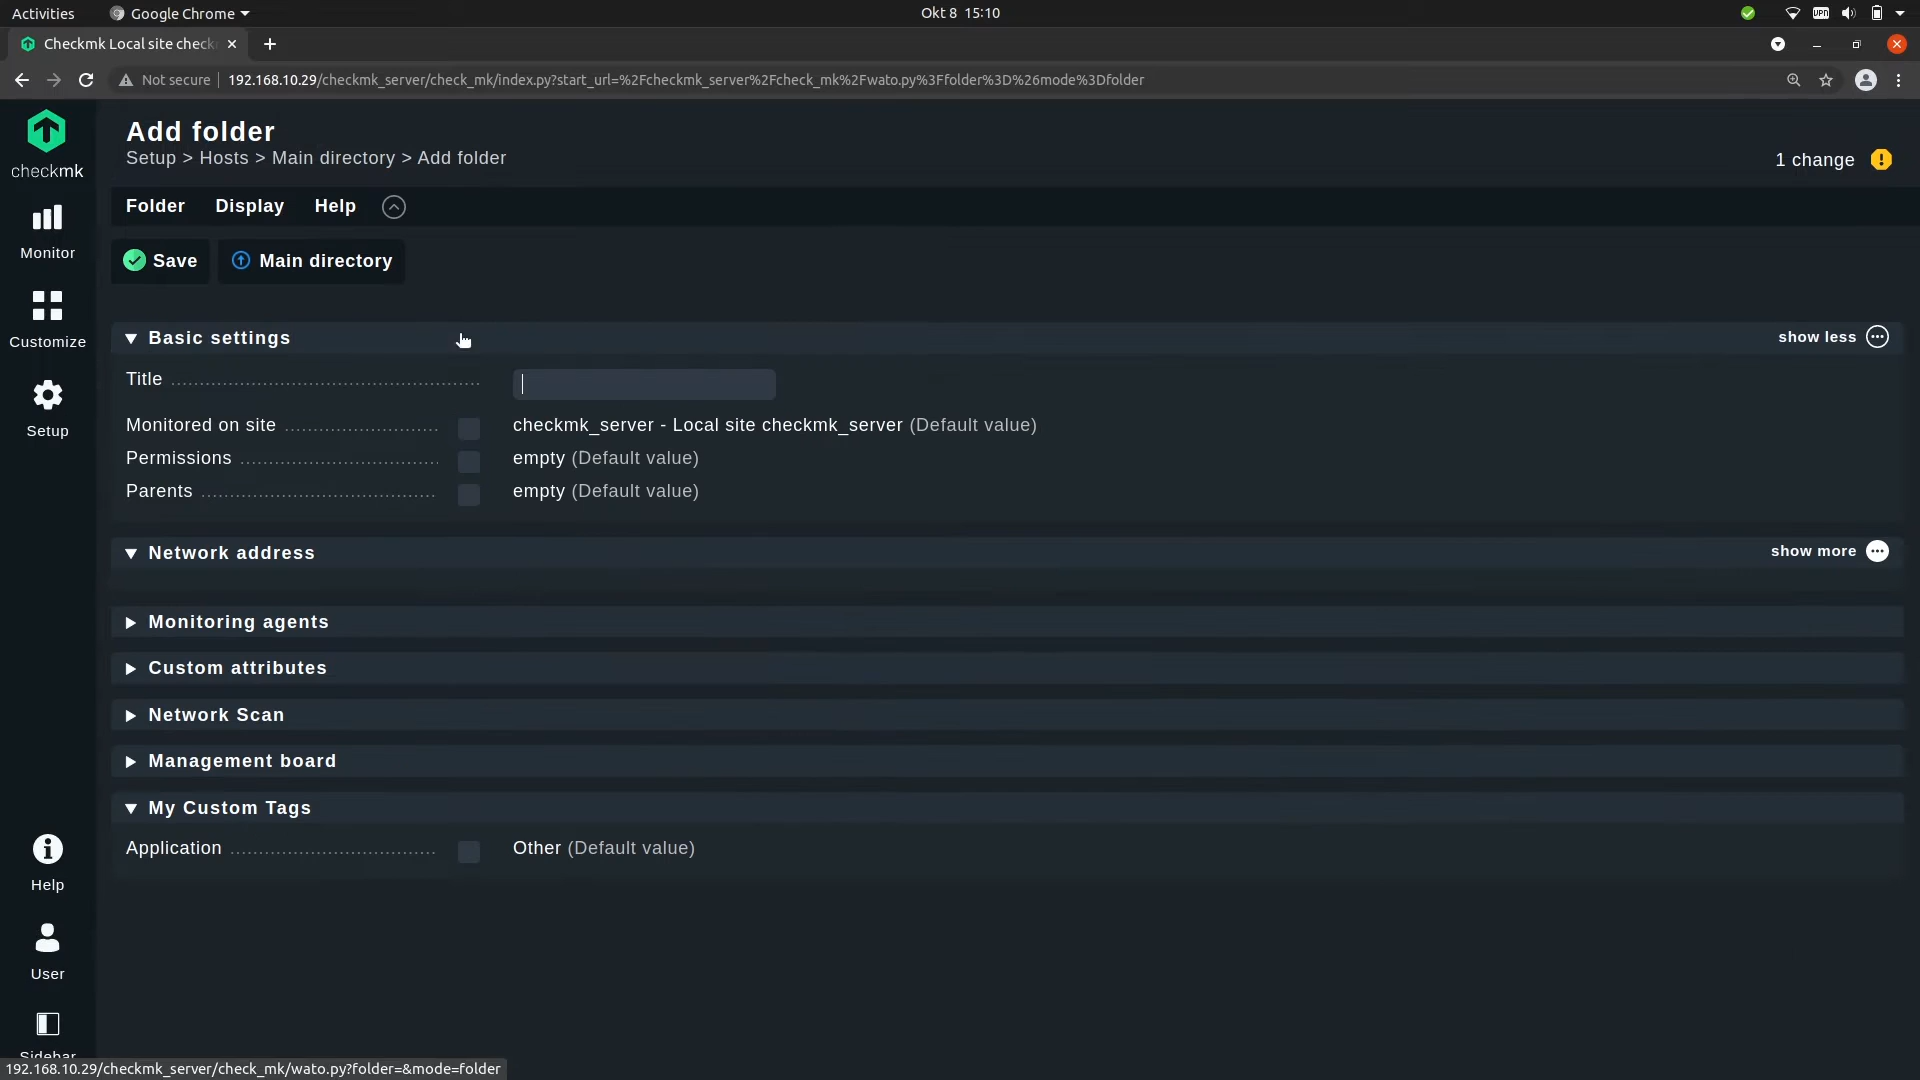 Activities Google Chrome Okt 8 15:10 VPN
Checkmk Local site check
Not secure 192.168.10.29/checkmk_server/check_mk/index.py?start_url=%2Fcheckmk_server%2Fcheck_mk%2Fwato.py%3Ffolder%3D%26mode%3Dfolder
checkmk
Monitor
Customize
Setup
Help
User
Sidebar
Add folder
Setup > Hosts > Main directory > Add folder
1 change
Folder Display Help
Save Main directory
Basic settings show less
Title
Monitored on site checkmk_server - Local site checkmk_server (Default value)
Permissions empty (Default value)
Parents empty (Default value)
Network address show more
Monitoring agents
Custom attributes
Network Scan
Management board
My Custom Tags
Application Other (Default value)
192.168.10.29/checkmk_server/check_mk/wato.py?folder=&mode=folder